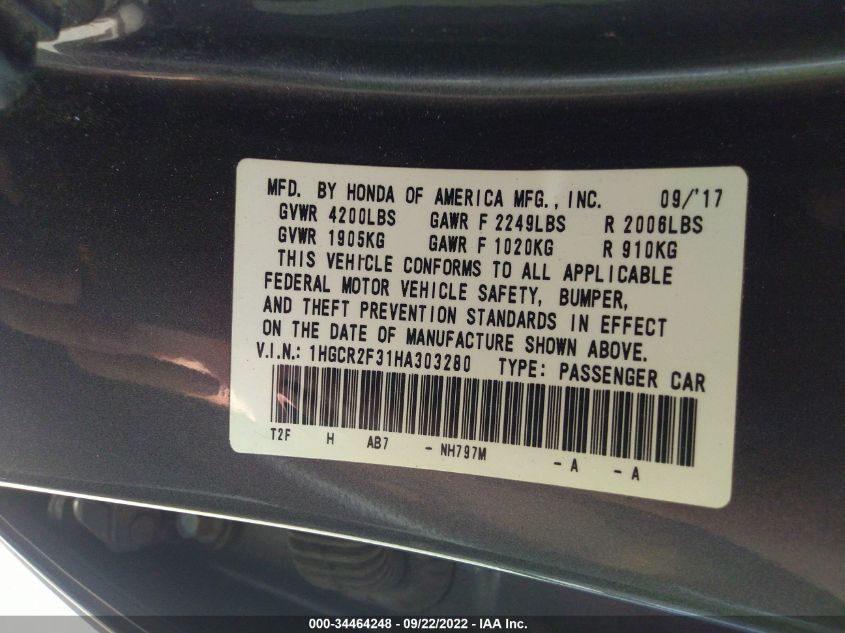 MFD. BY HONDA OF AMERICA MFG., INC. 09/'17
GVWR 4200LBS GAWR F 2249LBS R 2006LBS
GVWR 1905KG GAWR F 1020KG R 910KG
THIS VEHICLE CONFORMS TO ALL APPLICABLE
FEDERAL MOTOR VEHICLE SAFETY, BUMPER,
AND THEFT PREVENTION STANDARDS IN EFFECT
ON THE DATE OF MANUFACTURE SHOWN ABOVE.
V.I.N.: 1HGCR2F31HA303280 TYPE: PASSENGER CAR
T2F H AB7 - NH797M - A - A
000-34464248 - 09/22/2022 - IAA Inc.